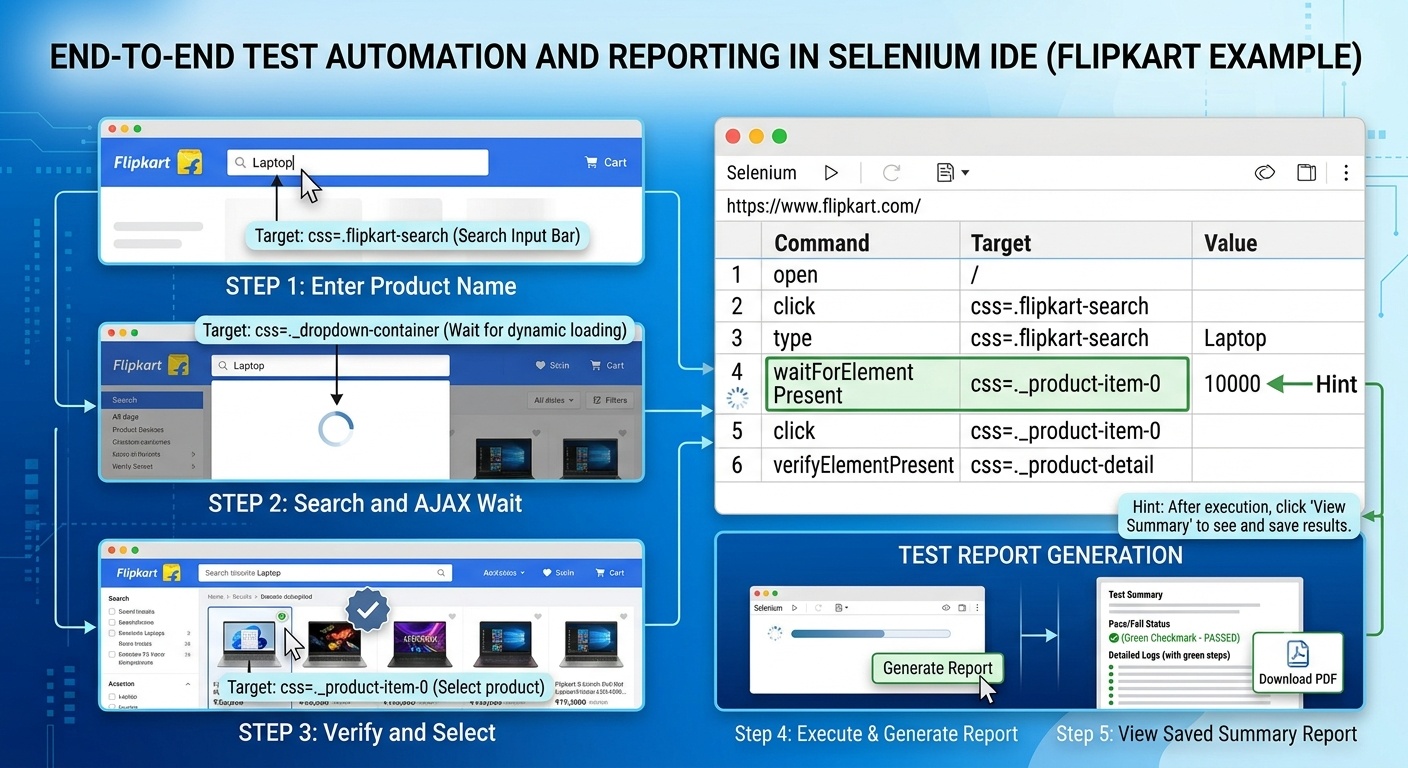 END-TO-END TEST AUTOMATION AND REPORTING IN SELENIUM IDE (FLIPKART EXAMPLE)
Flipkart
Laptop
Cart
Target: css=.flipkart-search (Search Input Bar)
STEP 1: Enter Product Name
Target: css=._dropdown-container (Wait for dynamic loading)
Flipkart
Laptop
Cart
Search
Filters
STEP 2: Search and AJAX Wait
Flipkart
Laptep
Cart
Search
Target: css=._product-item-0 (Select product)
STEP 3: Verify and Select
Selenium
https://www.flipkart.com/
Command Target Value
1 open /
2 click css=.flipkart-search
3 type css=.flipkart-search Laptop
4 waitForElement
Present css=._product-item-0 10000 Hint
5 click css=._product-item-0
6 verifyElementPresent css=._product-detail
Hint: After execution, click 'View
Summary' to see and save results.
TEST REPORT GENERATION
Selenium
Generate Report
Test Summary
Pace/Fall Status
(Green Checkmark - PASSED)
Detailed Logs (with green steps)
Download PDF
Step 4: Execute & Generate Report
Step 5: View Saved Summary Report